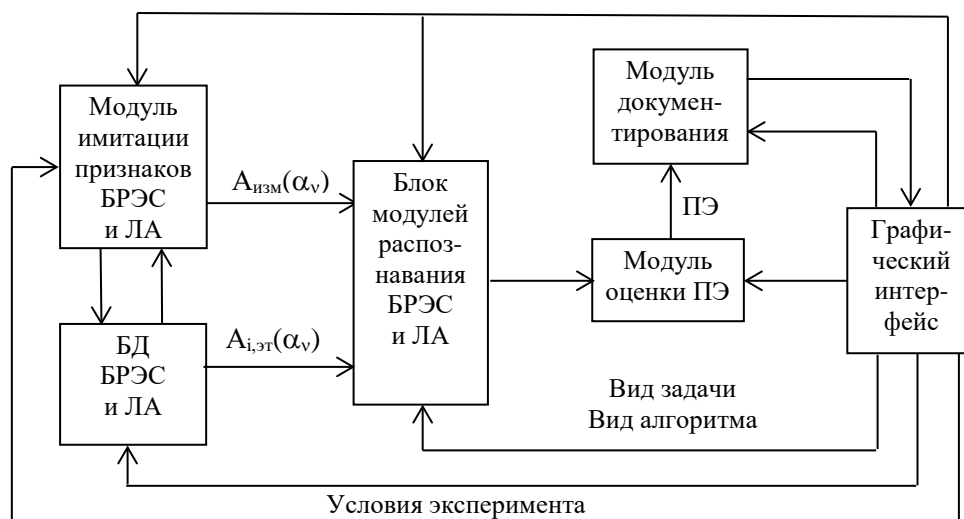 Модуль
имитации
признаков
БРЭС
и ЛА
Aизм(αν)
БД
БРЭС
и ЛА
Ai,эт(αν)
Блок
модулей
распоз-
навания
БРЭС
и ЛА
Модуль
докумен-
тирования
ПЭ
Модуль
оценки ПЭ
Графи-
ческий
интер-
фейс
Вид задачи
Вид алгоритма
Условия эксперимента